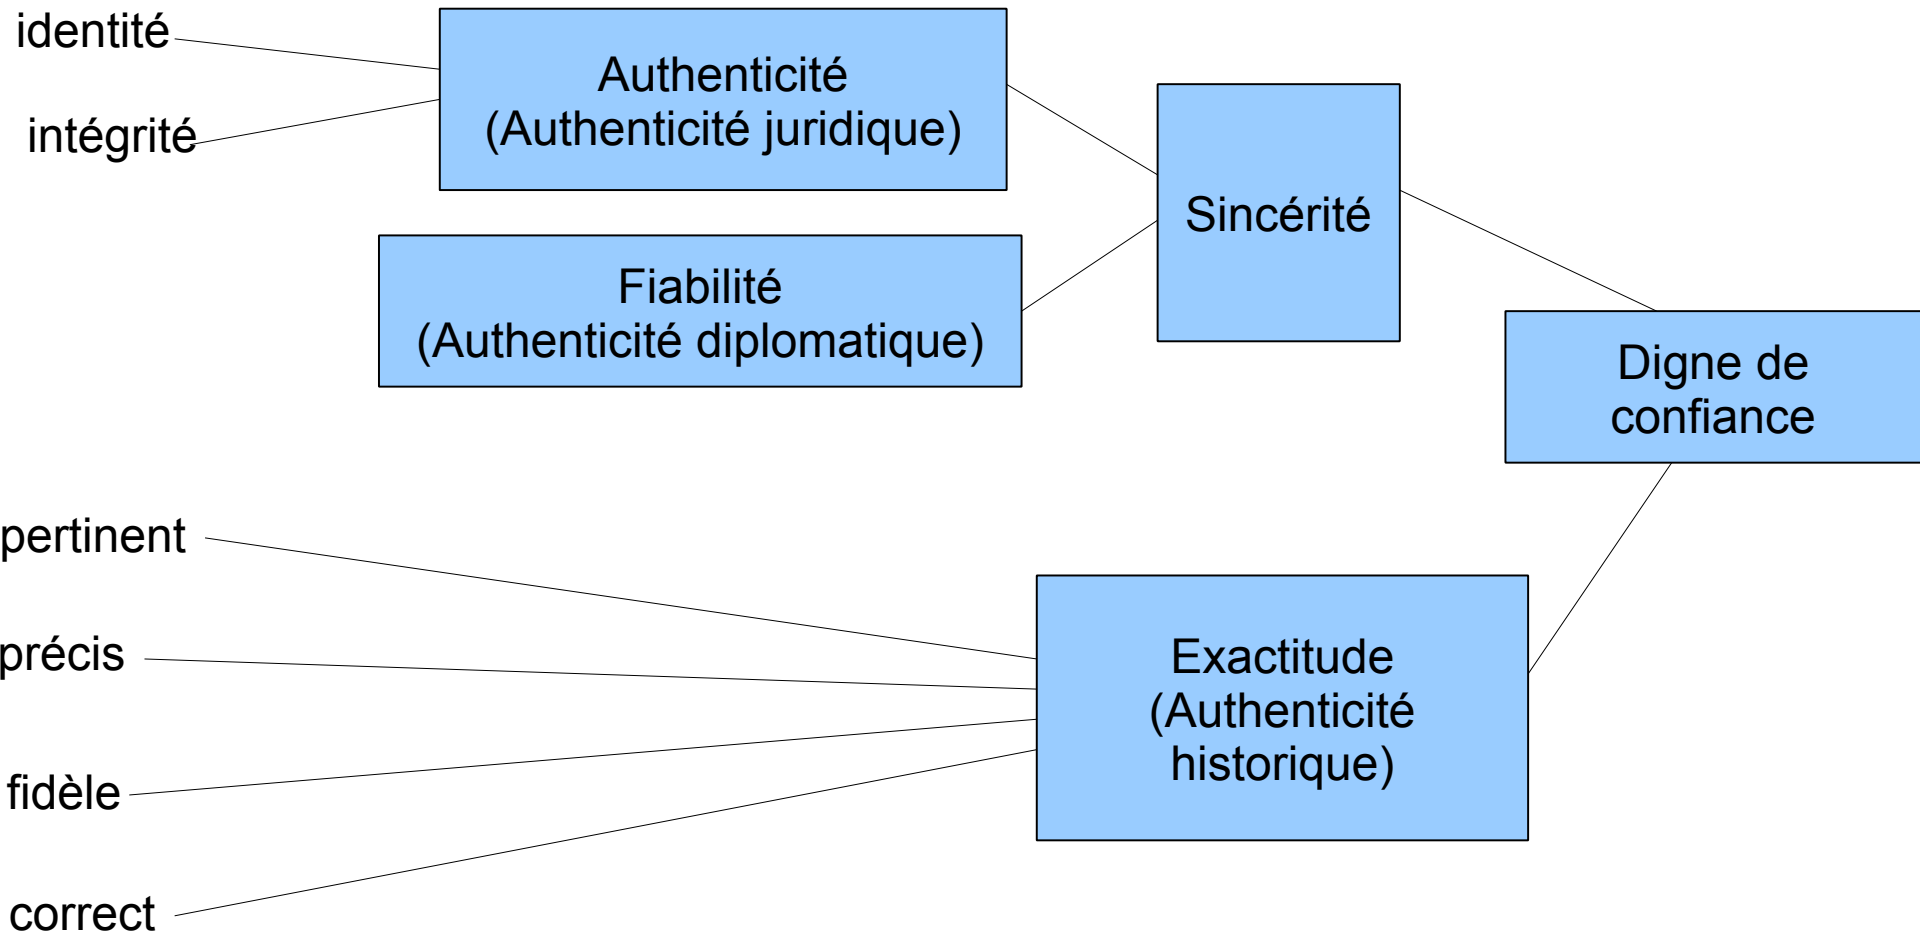 identité
intégrité
Authenticité
(Authenticité juridique)
Fiabilité
(Authenticité diplomatique)
Sincérité
Digne de
confiance
pertinent
précis
fidèle
correct
Exactitude
(Authenticité
historique)